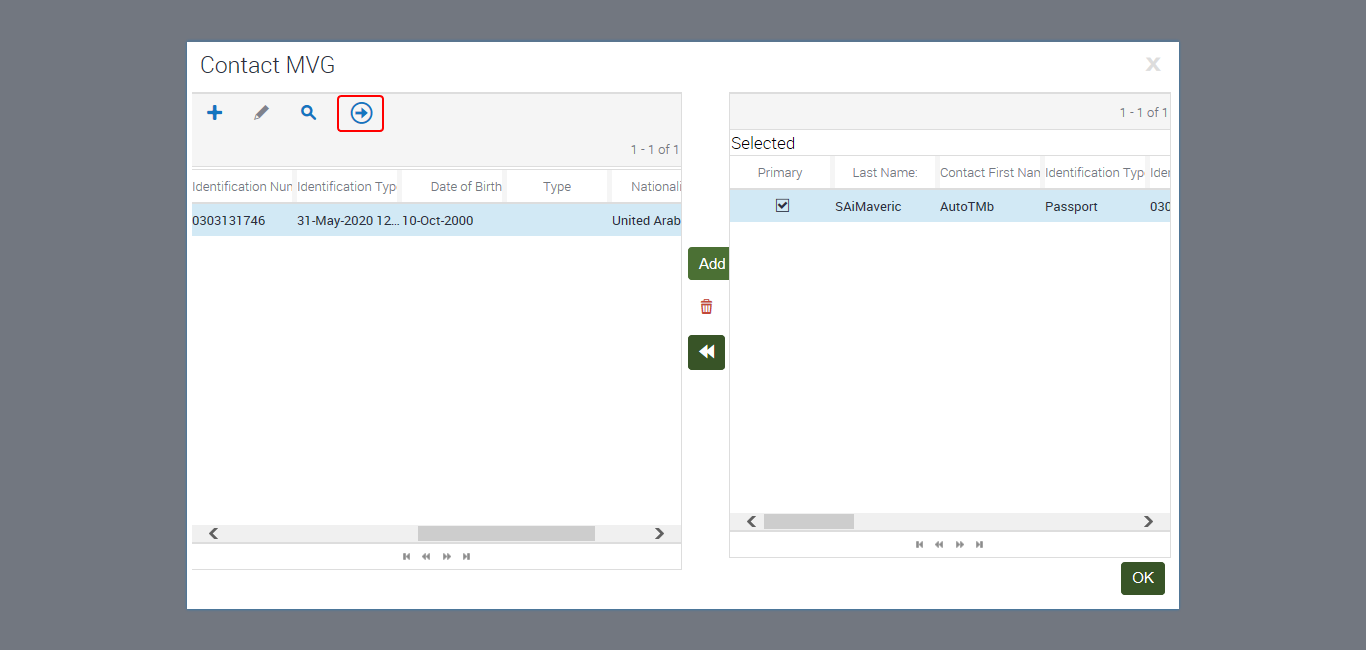 Contact MVG
X
1 - 1 of 1
Identification Nun Identification Typ Date of Birth Type Nationali
0303131746 31-May-2020 12... 10-Oct-2000 United Arab
Add
1 - 1 of 1
Selected
Primary Last Name: Contact First Nan Identification Typ Iden
SAiMaveric AutoTMb Passport 030
OK